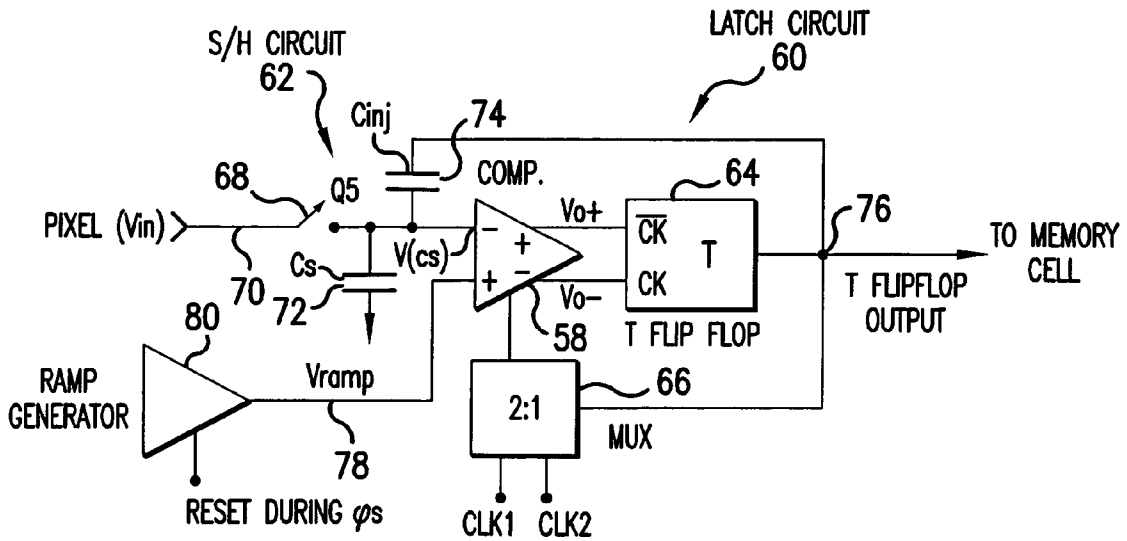 LATCH CIRCUIT
60
S/H CIRCUIT
62
Cinj
74
COMP.
64
68
Q5
PIXEL (Vin)
70
Cs
72
V(cs)
−
+
+
−
Vo+
Vo−
C̅K̅
CK
T
T FLIP FLOP
76
TO MEMORY
CELL
T FLIPFLOP
OUTPUT
58
80
RAMP
GENERATOR
Vramp
78
2:1
66
MUX
RESET DURING φs
CLK1
CLK2